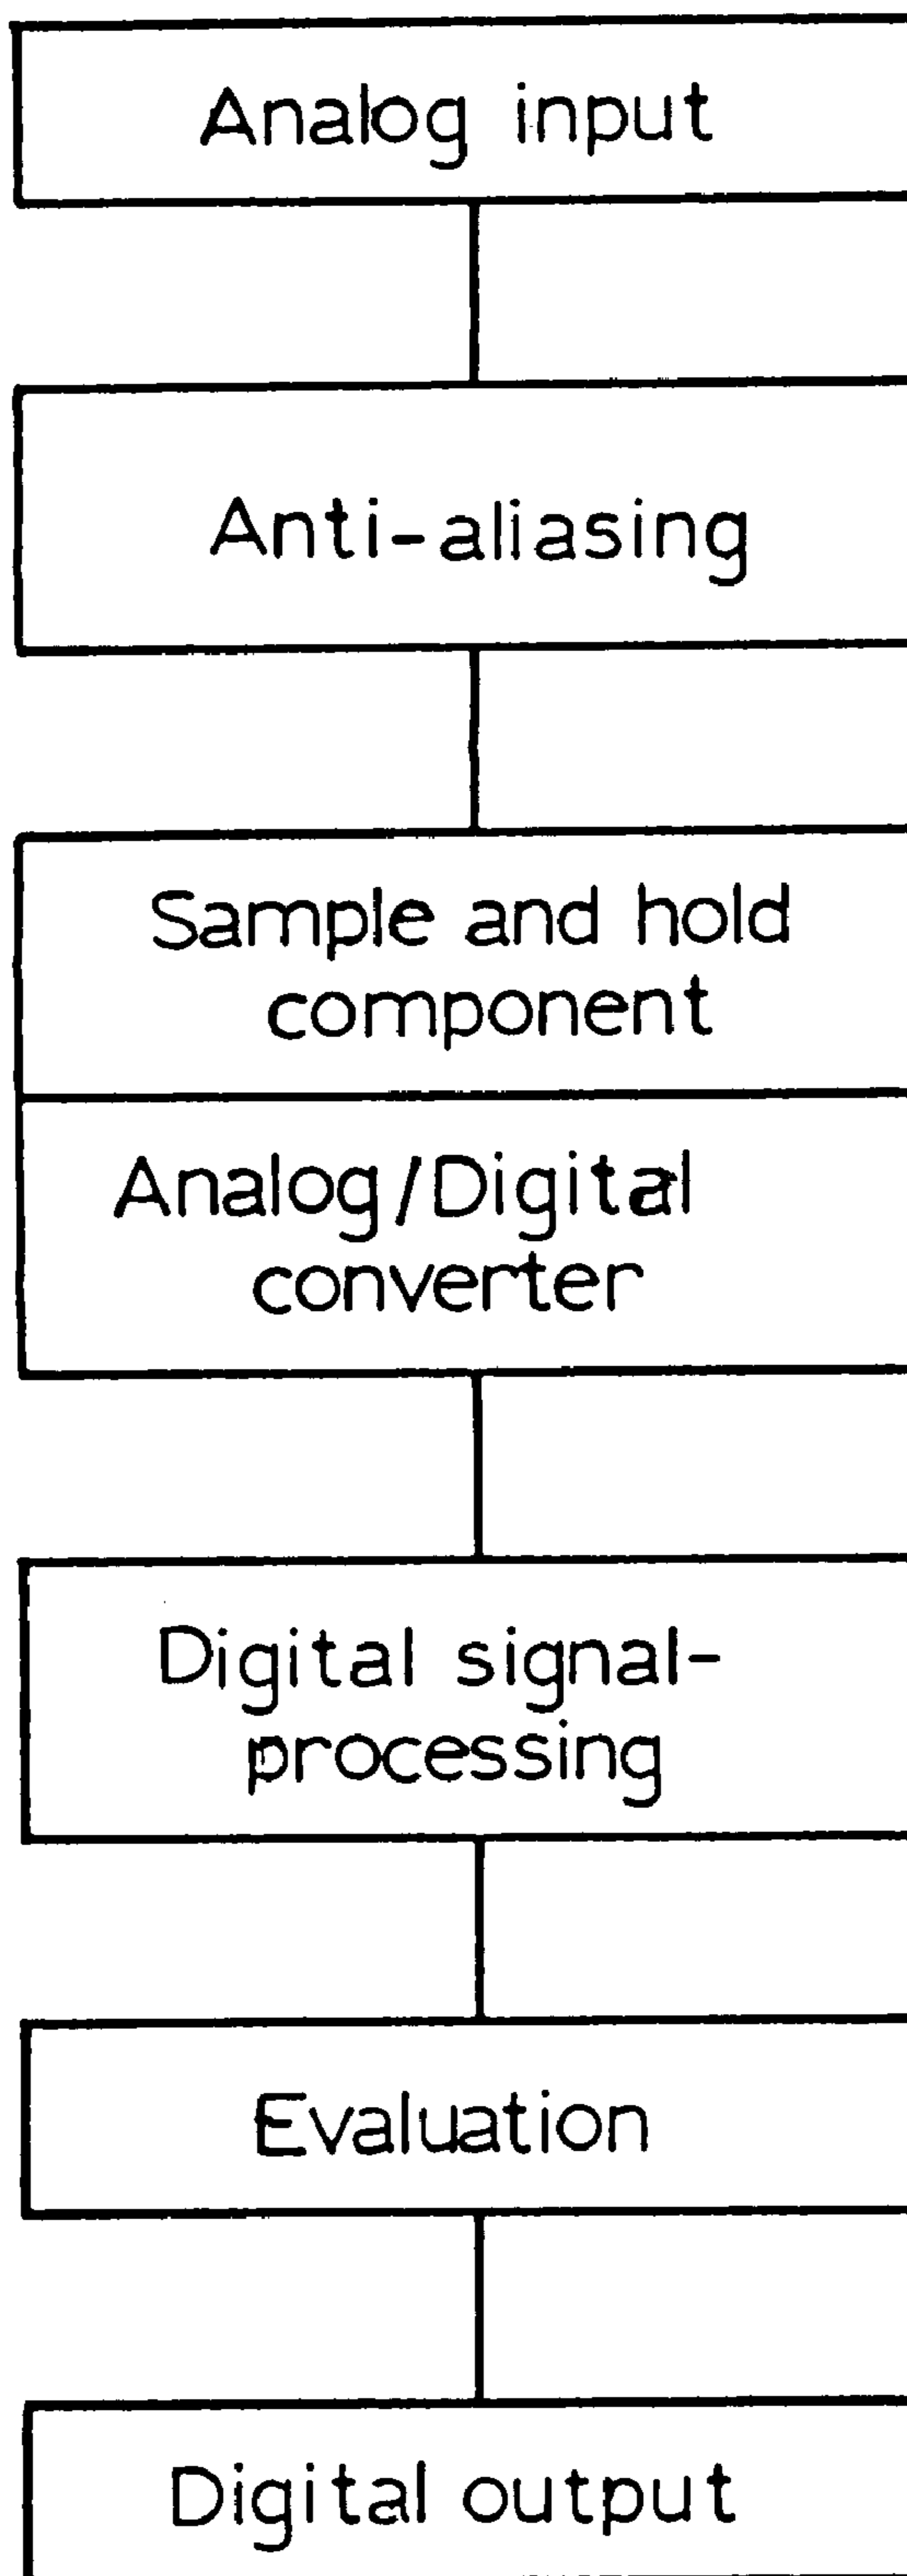 Analog input
Anti-aliasing
Sample and hold
component
Analog/Digital
converter
Digital signal-
processing
Evaluation
Digital output